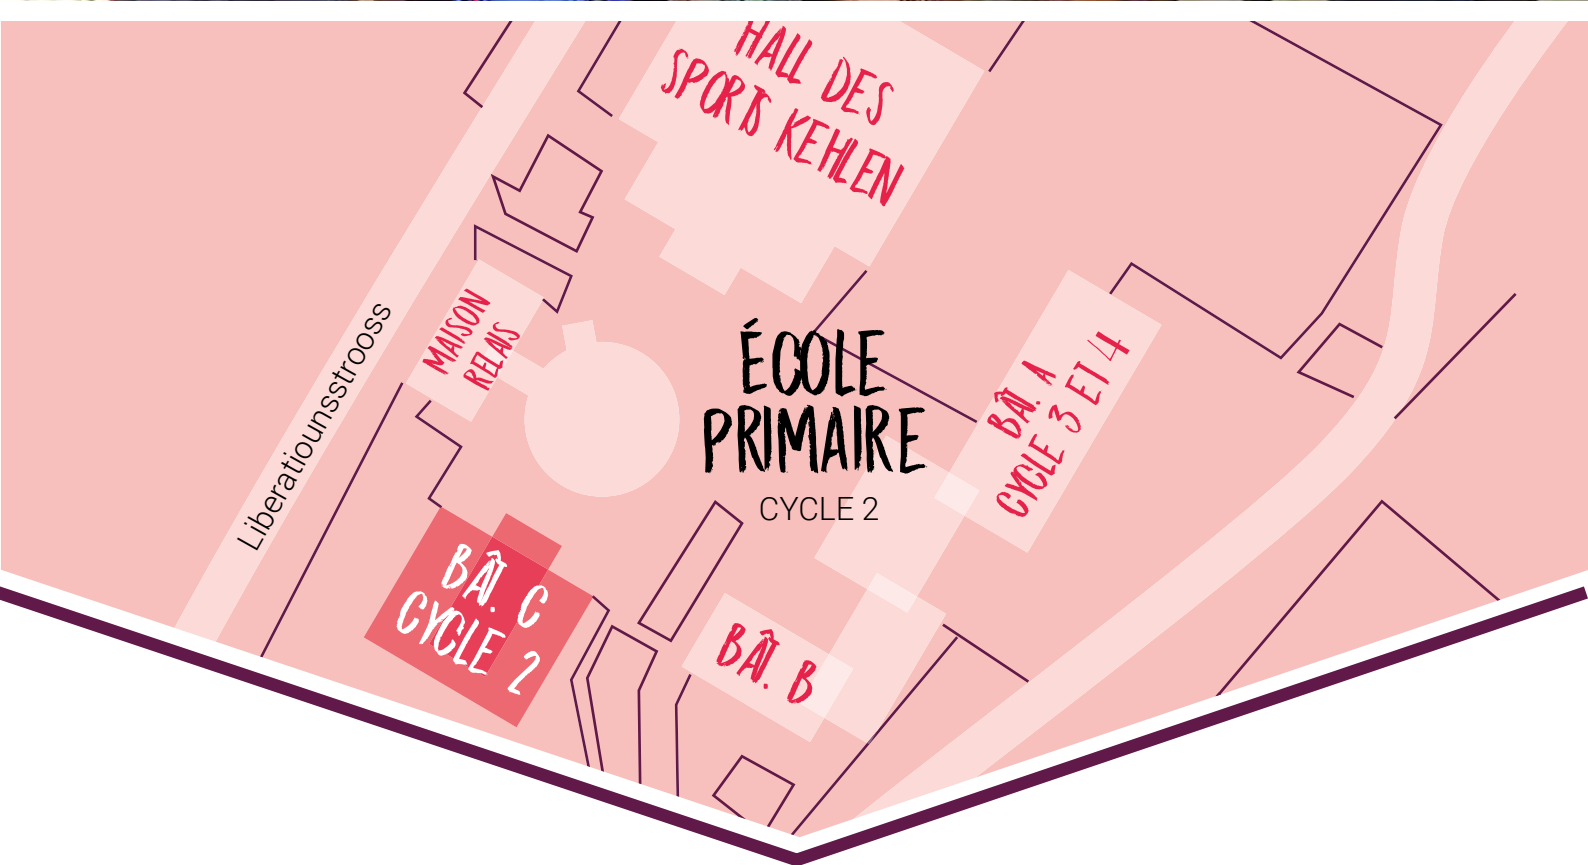 HALL DES
SPORTS KEHLEN
MAISON
RELAIS
Liberatiounsstrooss
ÉCOLE
PRIMAIRE
CYCLE 2
BÂT. A
CYCLE 3 ET 4
BÂT. C
CYCLE 2
BÂT. B